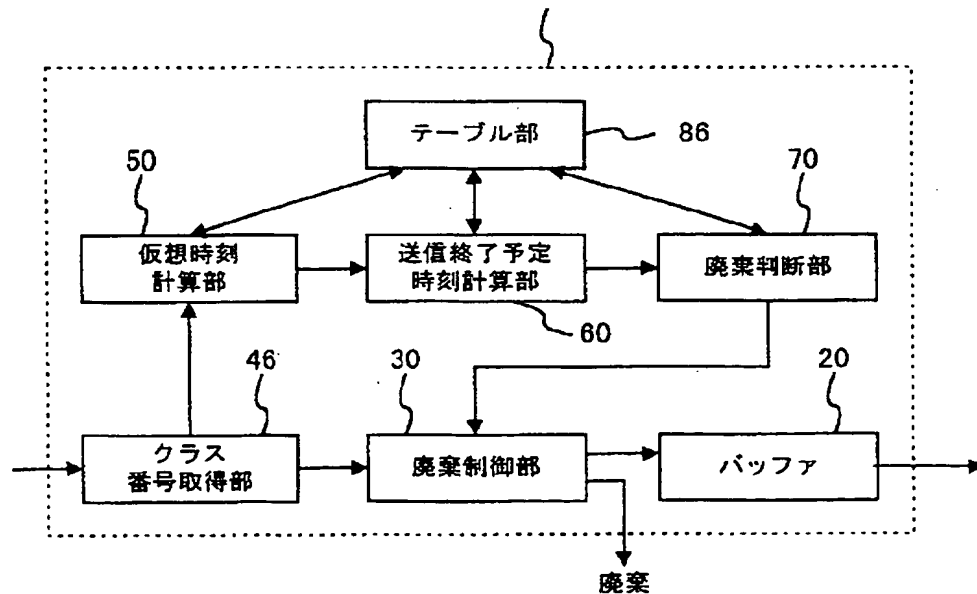 テーブル部
86
50
70
仮想時刻
計算部
送信終了予定
時刻計算部
廃棄判断部
60
46
30
20
クラス
番号取得部
廃棄制御部
バッファ
廃棄